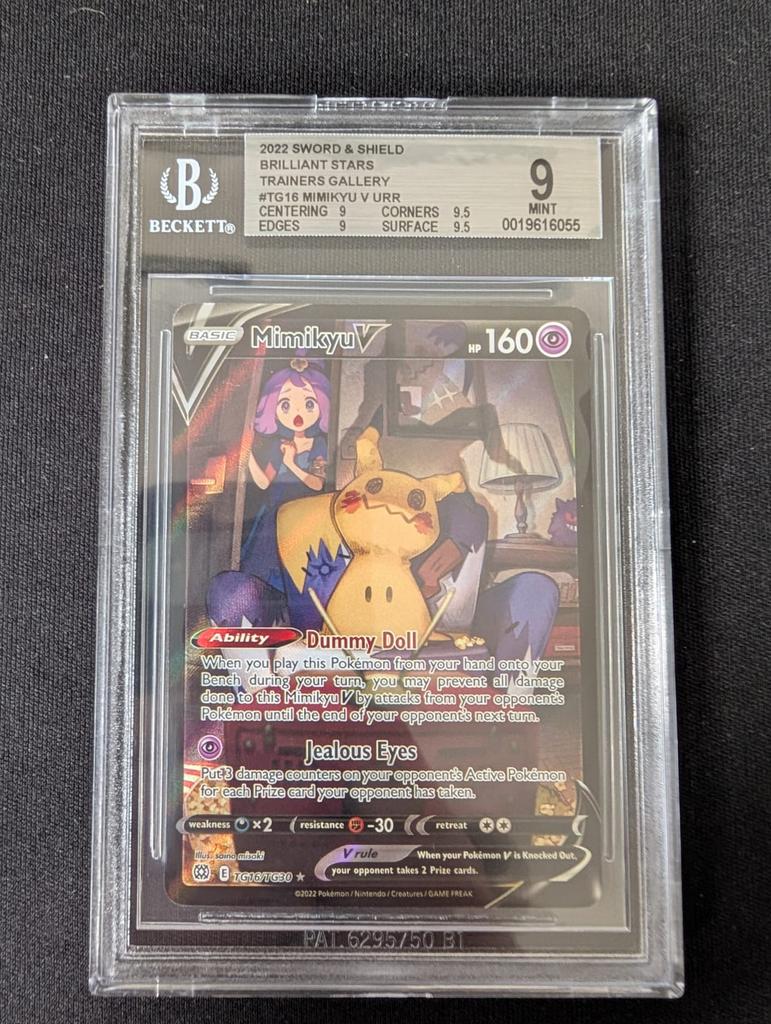 2022 SWORD & SHIELD
BRILLIANT STARS
TRAINERS GALLERY
#TG16 MIMIKYU V URR
CENTERING 9 CORNERS 9.5
EDGES 9 SURFACE 9.5
9
MINT
0019616055
B
BECKETT®
BASIC Mimikyu V HP 160
Ability Dummy Doll
When you play this Pokémon from your hand onto your
Bench during your turn, you may prevent all damage
done to this Mimikyu V by attacks from your opponent's
Pokémon until the end of your opponent's next turn.
Jealous Eyes
Put 3 damage counters on your opponent's Active Pokémon
for each Prize card your opponent has taken.
weakness ×2 resistance -30 retreat
Illus. saino misaki
V rule When your Pokémon V is Knocked Out,
your opponent takes 2 Prize cards.
E TG16/TG30 ★
©2022 Pokémon / Nintendo / Creatures / GAME FREAK
PAT. 6295750 B1